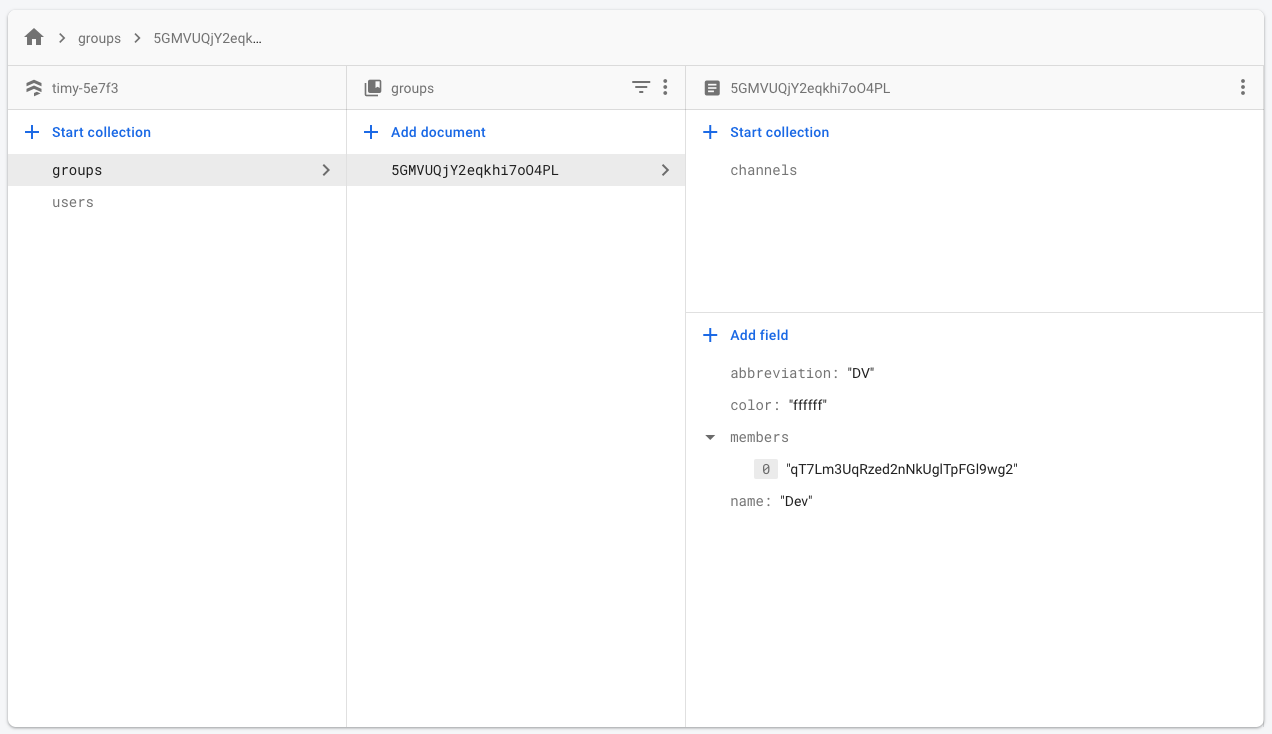 groups
5GMVUQjY2eqk...
timy-5e7f3
groups
5GMVUQjY2eqkhi7oO4PL
Start collection
Add document
Start collection
groups
5GMVUQjY2eqkhi7oO4PL
channels
users
Add field
abbreviation: "DV"
color: "ffffff"
members
0 "qT7Lm3UqRzed2nNkUglTpFGl9wg2"
name: "Dev"